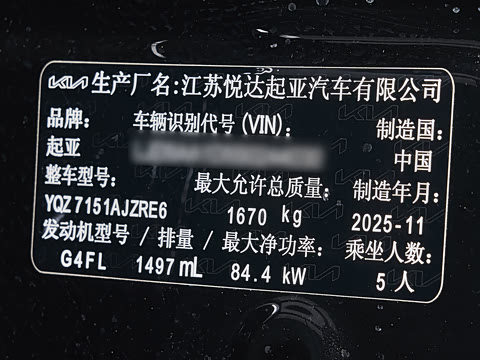 KIA 生产厂名:江苏悦达起亚汽车有限公司
品牌: 车辆识别代号(VIN): 制造国:
起亚 中国
整车型号: 最大允许总质量: 制造年月:
YQZ7151AJZRE6 1670 kg 2025-11
发动机型号 / 排量 / 最大净功率: 乘坐人数:
G4FL 1497mL 84.4 kW 5 人